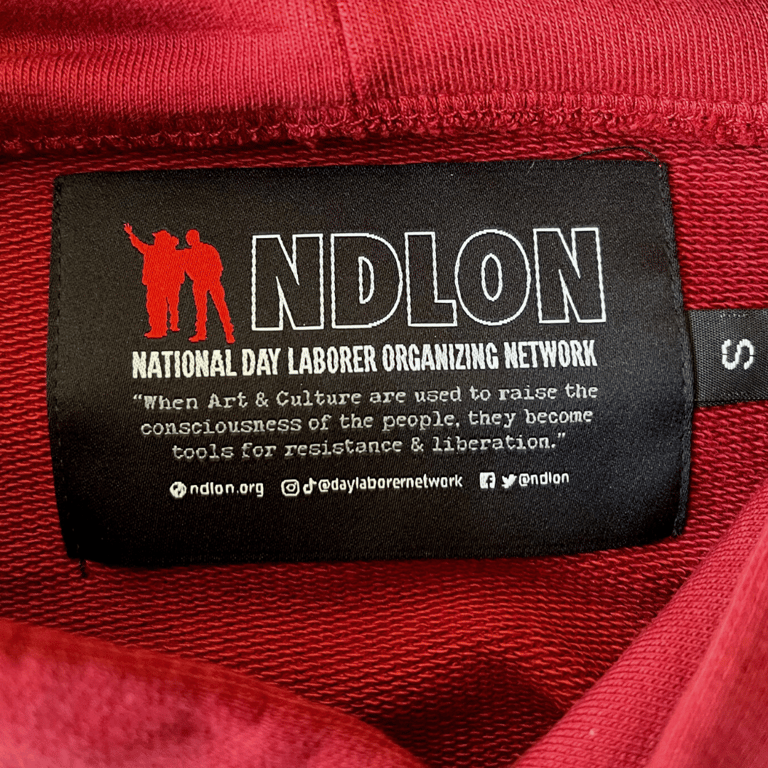 NDLON
NATIONAL DAY LABORER ORGANIZING NETWORK
“When Art & Culture are used to raise the
consciousness of the people, they become
tools for resistance & liberation.”
ndlon.org @daylabornetwork @ndlon
S